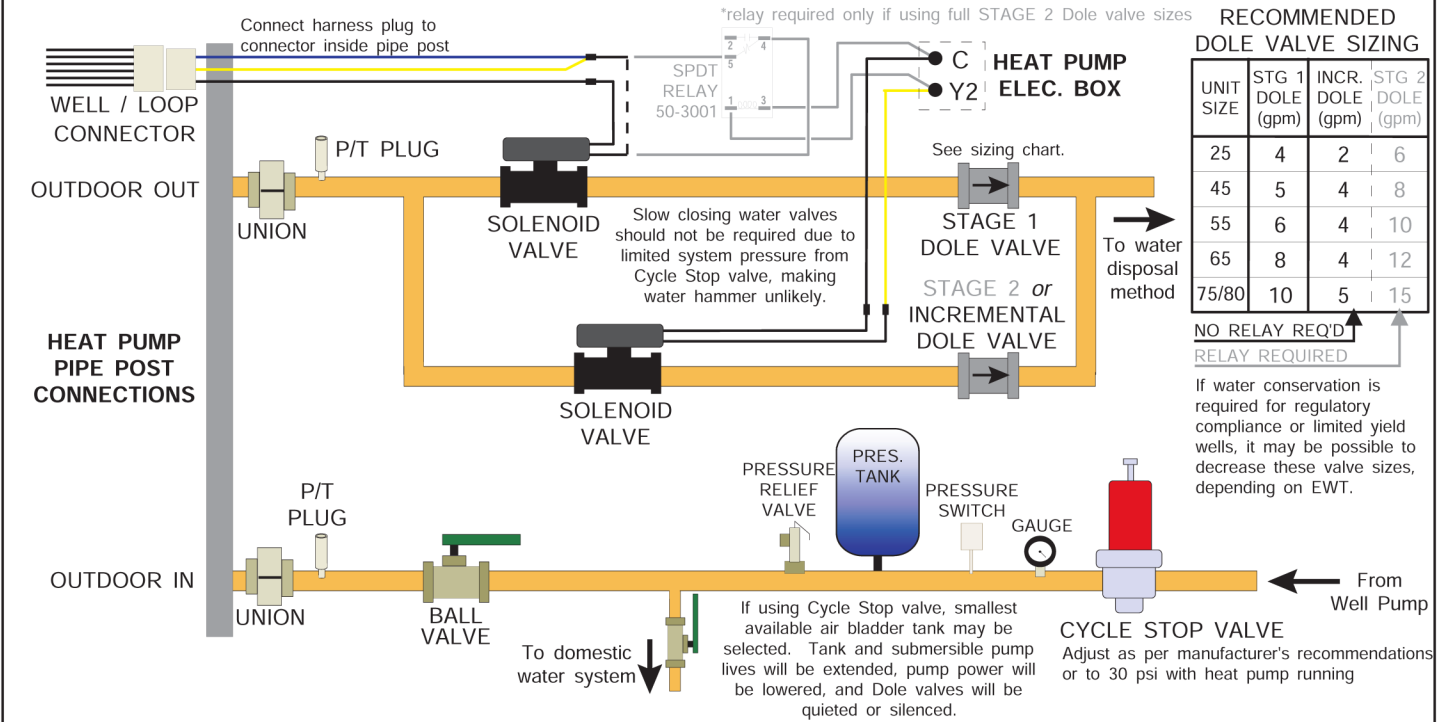 *relay required only if using full STAGE 2 Dole valve sizes
Connect harness plug to
connector inside pipe post
WELL / LOOP
CONNECTOR
2
4
5
1
3
SPDT
RELAY
50-3001
C
Y2
HEAT PUMP
ELEC. BOX
RECOMMENDED
DOLE VALVE SIZING
UNIT SIZE STG 1 DOLE (gpm) INCR. DOLE (gpm) STG 2 DOLE (gpm)
25 4 2 6
45 5 4 8
55 6 4 10
65 8 4 12
75/80 10 5 15
NO RELAY REQ'D
RELAY REQUIRED
If water conservation is
required for regulatory
compliance or limited yield
wells, it may be possible to
decrease these valve sizes,
depending on EWT.
P/T PLUG
OUTDOOR OUT
UNION
SOLENOID
VALVE
Slow closing water valves
should not be required due to
limited system pressure from
Cycle Stop valve, making
water hammer unlikely.
See sizing chart.
STAGE 1
DOLE VALVE
To water
disposal
method
STAGE 2 or
INCREMENTAL
DOLE VALVE
HEAT PUMP
PIPE POST
CONNECTIONS
SOLENOID
VALVE
P/T
PLUG
OUTDOOR IN
UNION
BALL
VALVE
To domestic
water system
PRESSURE
RELIEF
VALVE
PRES.
TANK
PRESSURE
SWITCH
GAUGE
If using Cycle Stop valve, smallest
available air bladder tank may be
selected. Tank and submersible pump
lives will be extended, pump power will
be lowered, and Dole valves will be
quieted or silenced.
From
Well Pump
CYCLE STOP VALVE
Adjust as per manufacturer's recommendations
or to 30 psi with heat pump running